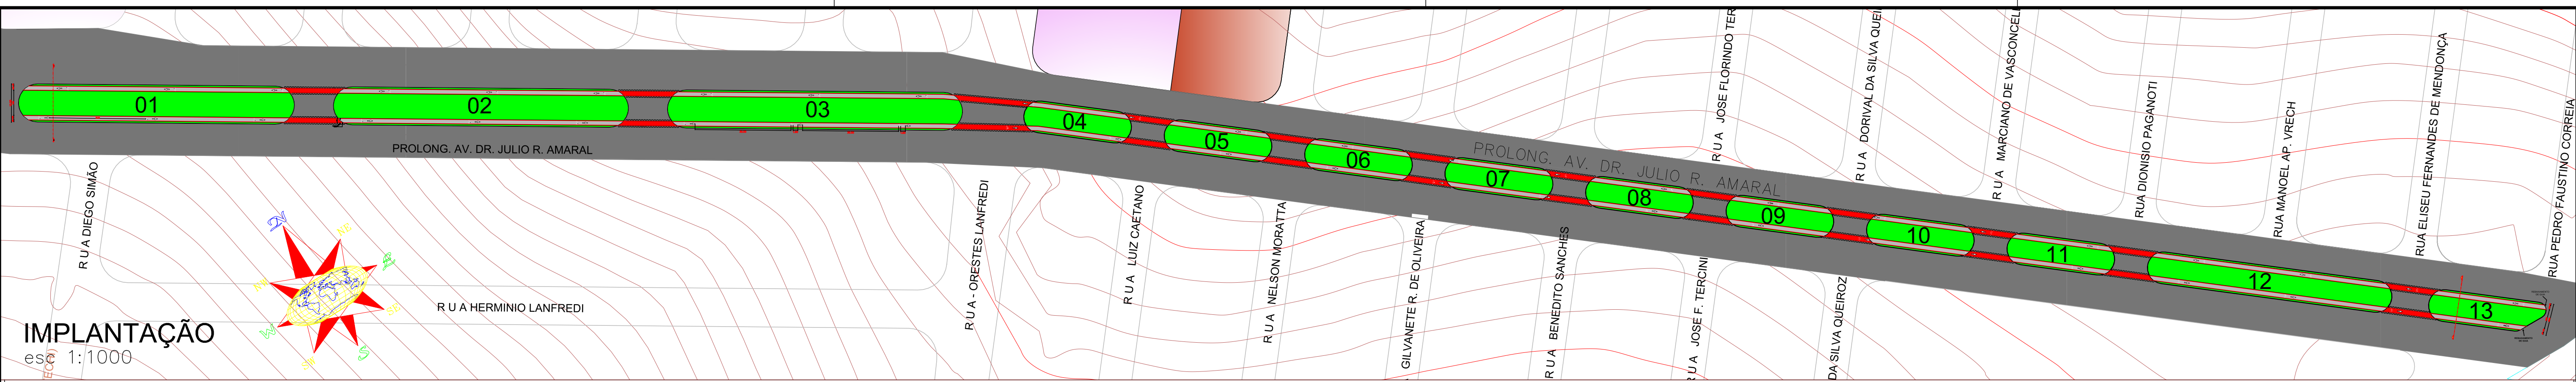 01
02
03
04
05
06
07
08
09
10
11
12
13
PROLONG. AV. DR. JULIO R. AMARAL
PROLONG. AV. DR. JULIO R. AMARAL
R U A DIEGO SIMÃO
R U A HERMINIO LANFREDI
R U A - ORESTES LANFREDI
R U A LUIZ CAETANO
R U A NELSON MORATTA
GILVANETE R. DE OLIVEIRA
R U A BENEDITO SANCHES
R U A JOSE F. TERCINI
DA SILVA QUEIROZ
R U A JOSE FLORINDO TER
R U A DORIVAL DA SILVA QUEI
R U A MARCIANO DE VASCONCEL
RUA DIONISIO PAGANOTI
RUA MANOEL AP. VRECH
RUA ELISEU FERNANDES DE MENDONÇA
RUA PEDRO FAUSTINO CORREIA
N
NE
E
S
W
IMPLANTAÇÃO
esc 1:1000